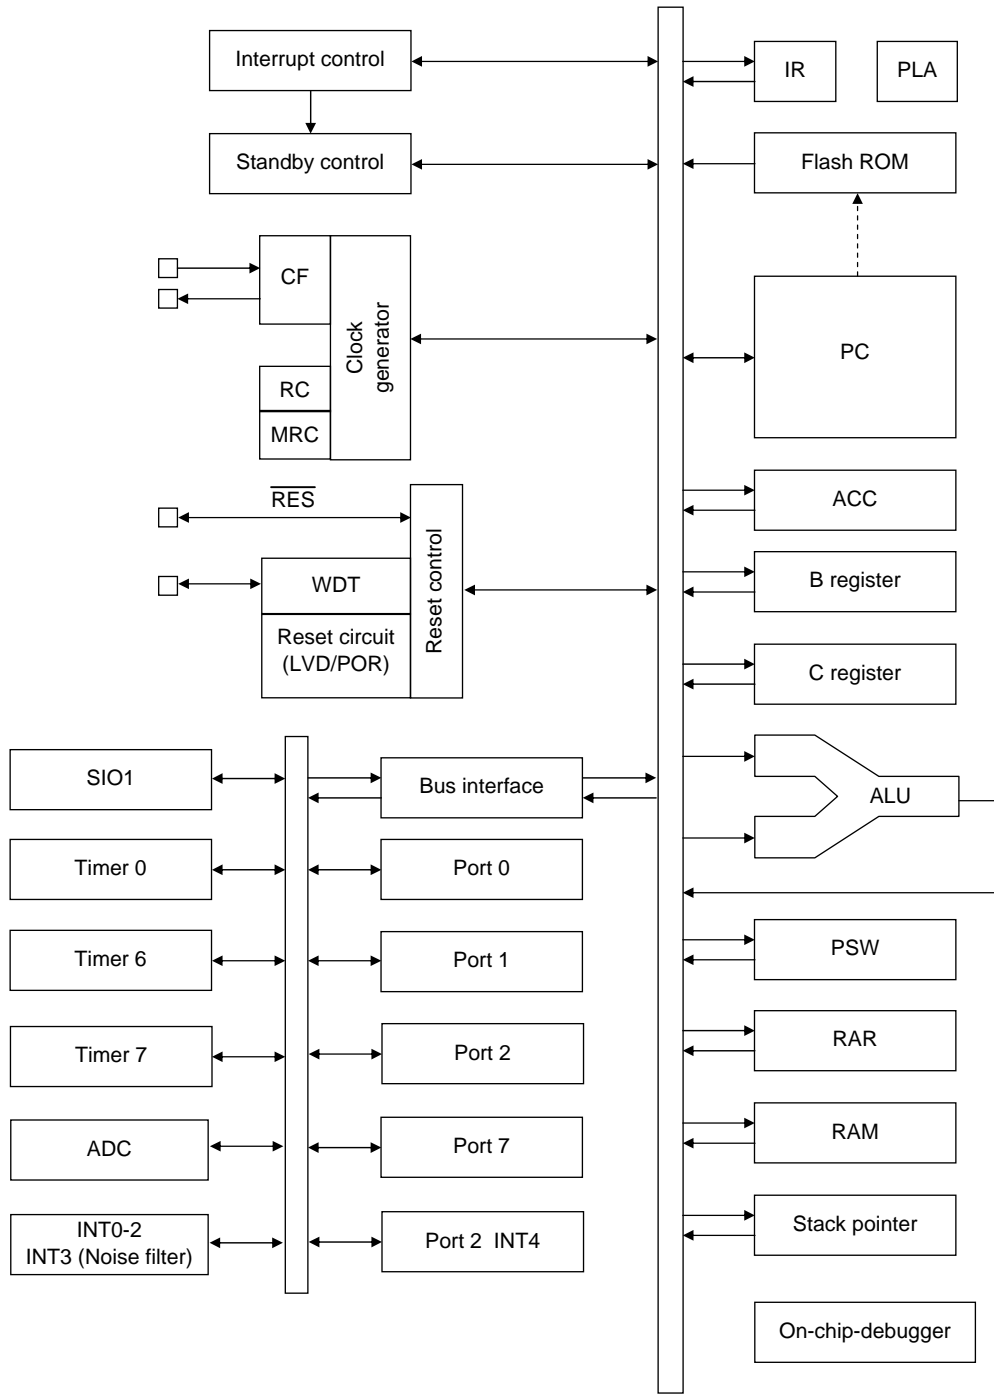 Interrupt control
IR
PLA
Standby control
Flash ROM
CF
Clock
generator
PC
RC
MRC
RES
ACC
Reset control
WDT
B register
Reset circuit
(LVD/POR)
C register
SIO1
Bus interface
ALU
Timer 0
Port 0
Timer 6
Port 1
PSW
Timer 7
Port 2
RAR
ADC
Port 7
RAM
INT0-2
INT3 (Noise filter)
Port 2 INT4
Stack pointer
On-chip-debugger